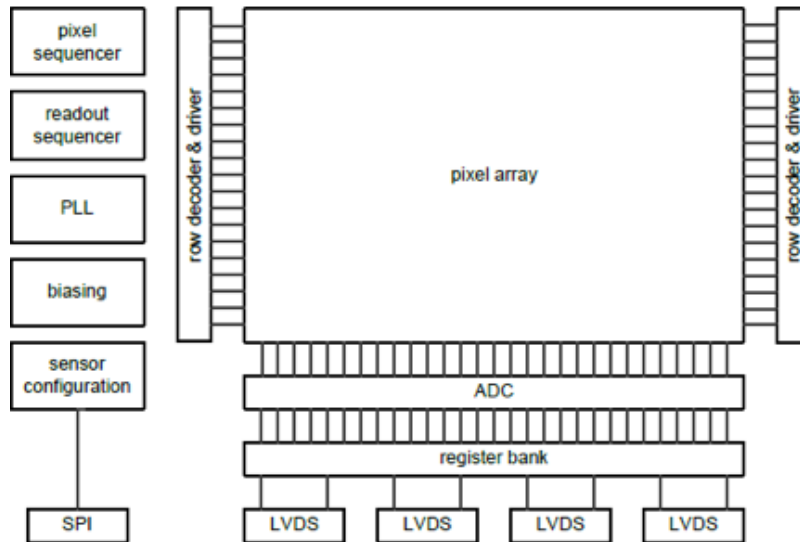 pixel
sequencer
readout
sequencer
PLL
biasing
sensor
configuration
SPI
row decoder & driver
pixel array
row decoder & driver
ADC
register bank
LVDS
LVDS
LVDS
LVDS